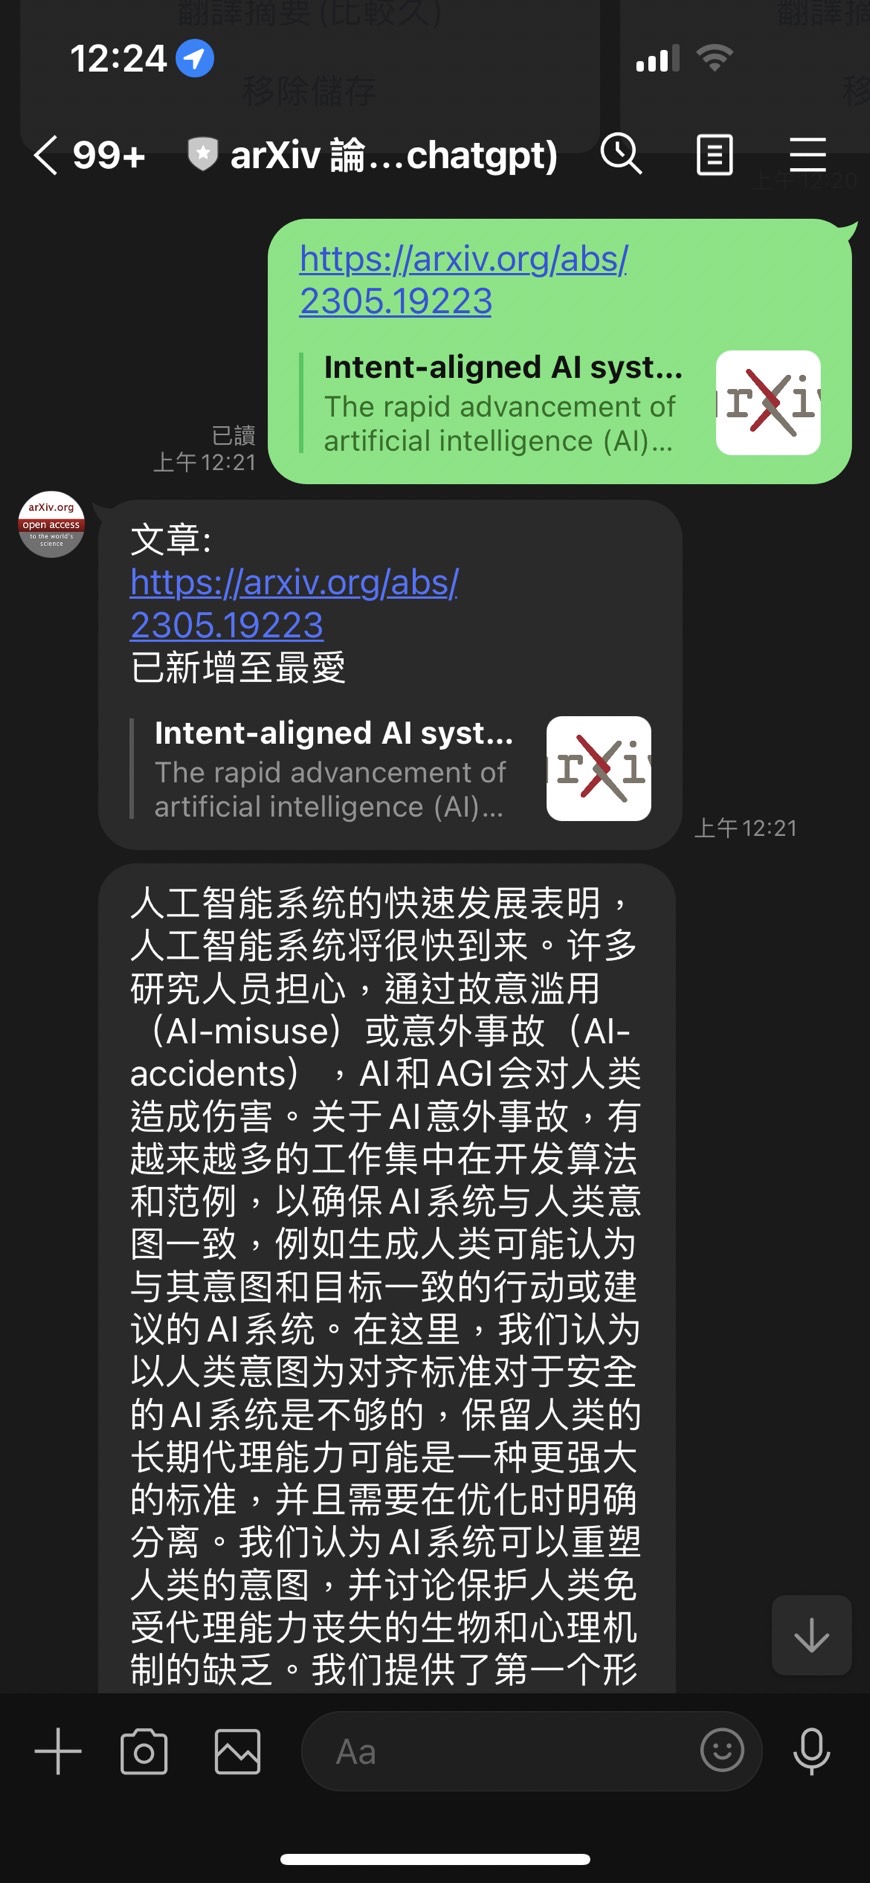 翻譯摘要 (比較久)
翻譯摘
12:24
移除儲存
移
99+
arXiv 論...chatgpt)
上午 12:20
https://arxiv.org/abs/
2305.19223
Intent-aligned AI syst...
The rapid advancement of
artificial intelligence (AI)...
arXiv
已讀
上午 12:21
arXiv.org
open access
to the world's
science
文章:
https://arxiv.org/abs/
2305.19223
已新增至最愛
Intent-aligned AI syst...
The rapid advancement of
artificial intelligence (AI)...
arXiv
上午 12:21
人工智能系统的快速发展表明，
人工智能系统将很快到来。许多
研究人员担心，通过故意滥用
（AI-misuse）或意外事故（AI-
accidents），AI和AGI会对人类
造成伤害。关于AI意外事故，有
越来越多的工作集中在开发算法
和范例，以确保AI系统与人类意
图一致，例如生成人类可能认为
与其意图和目标一致的行动或建
议的AI系统。在这里，我们认为
以人类意图为对齐标准对于安全
的AI系统是不够的，保留人类的
长期代理能力可能是一种更强大
的标准，并且需要在优化时明确
分离。我们认为AI系统可以重塑
人类的意图，并讨论保护人类免
受代理能力丧失的生物和心理机
制的缺乏。我们提供了第一个形
Aa